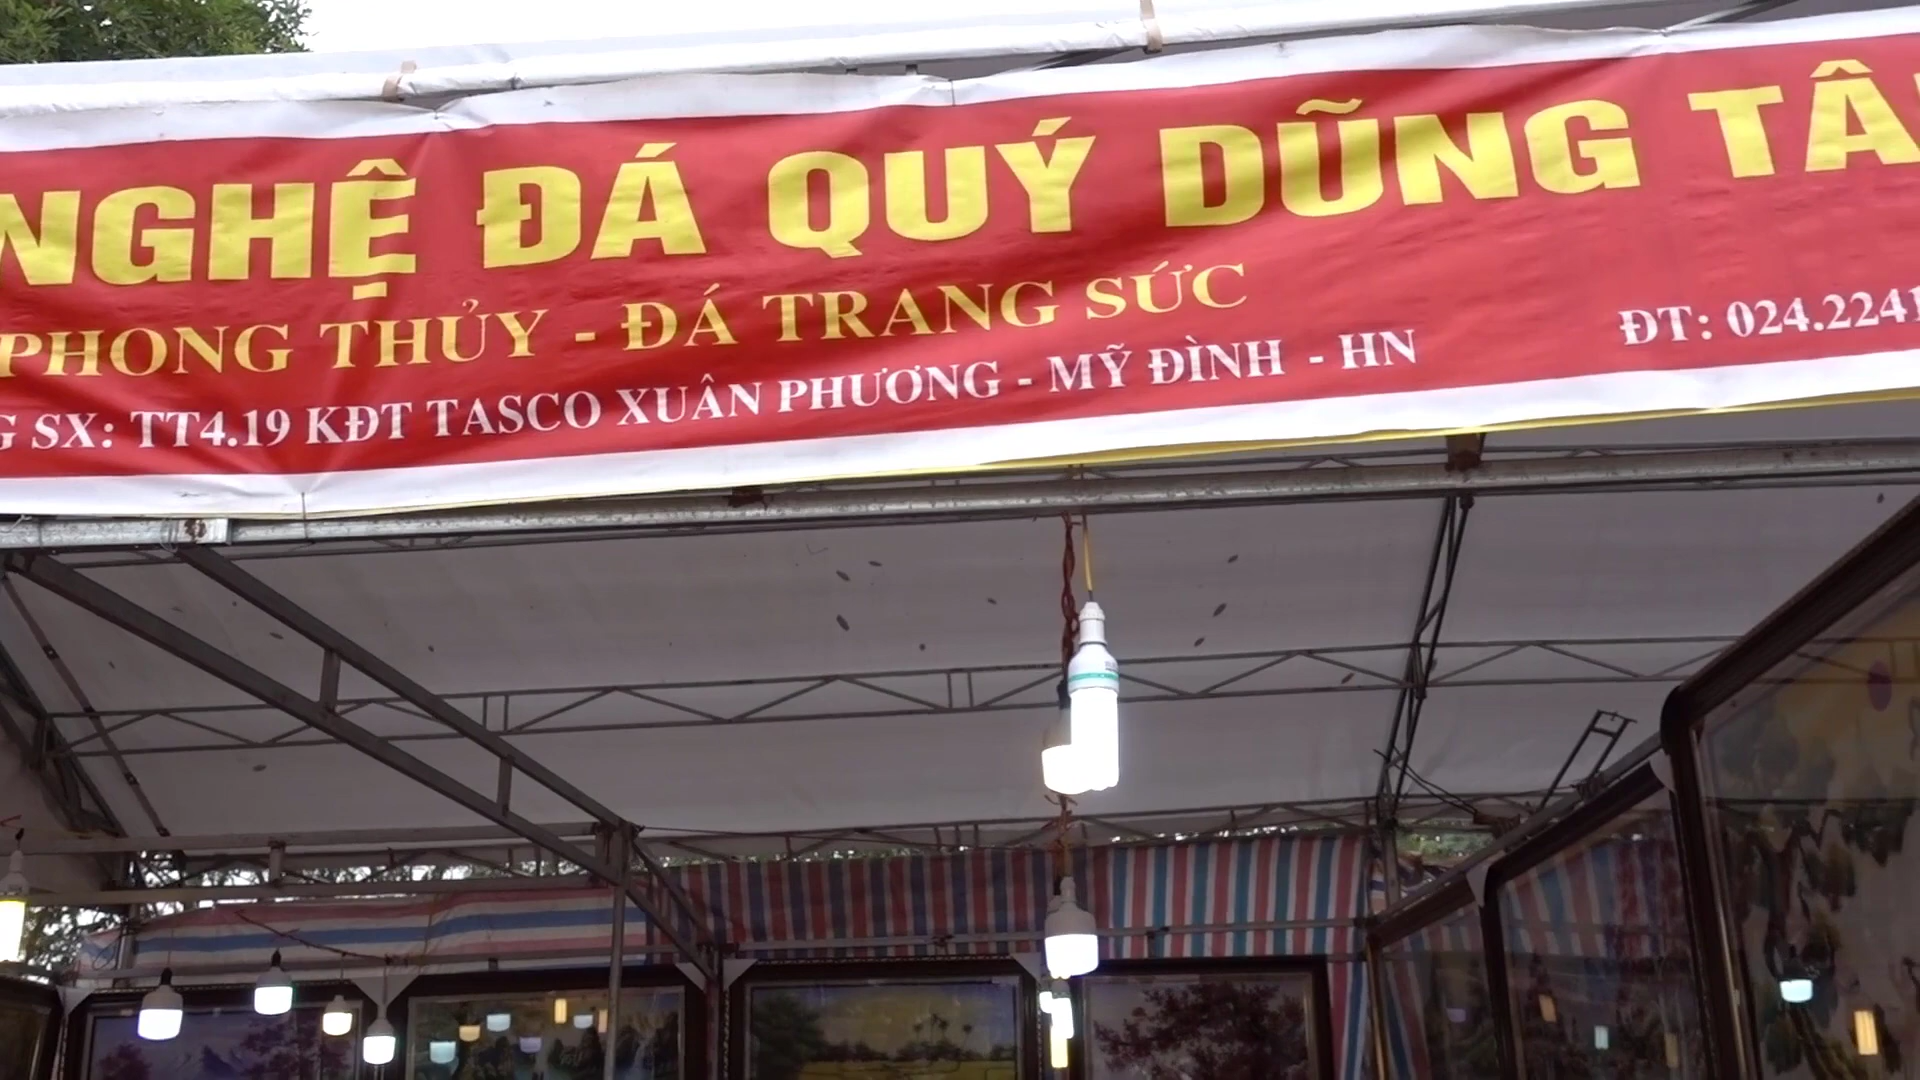 NGHỆ ĐÁ QUÝ DŨNG TÂ
PHONG THỦY - ĐÁ TRANG SỨC
G SX: TT4.19 KĐT TASCO XUÂN PHƯƠNG - MỸ ĐÌNH - HN
ĐT: 024.2241